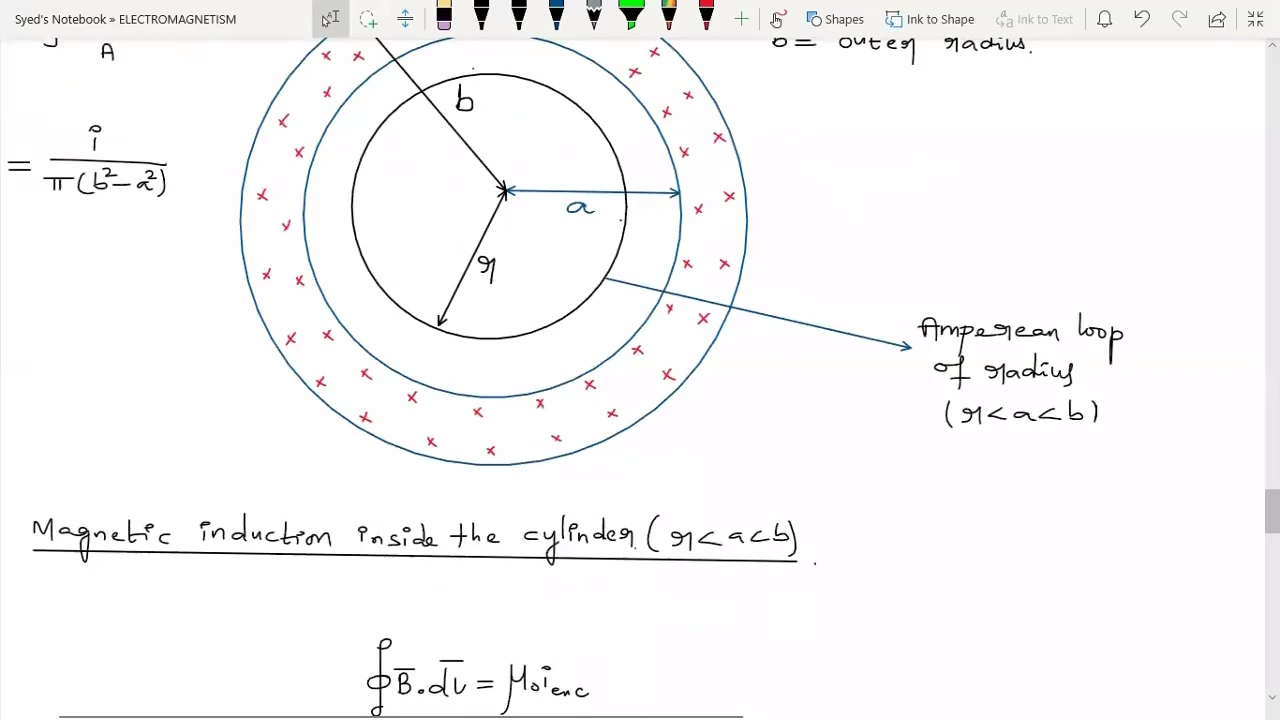 Syed's Notebook » ELECTROMAGNETISM
Shapes
Ink to Shape
Ink to Text
A
b = outer radius.
b
= i / π(b²-a²)
a
r
Amperean loop
of radius
(r<a<b)
Magnetic induction inside the cylinder. (r<a<b).
∮B̅.dl̅ = μ₀i_enc